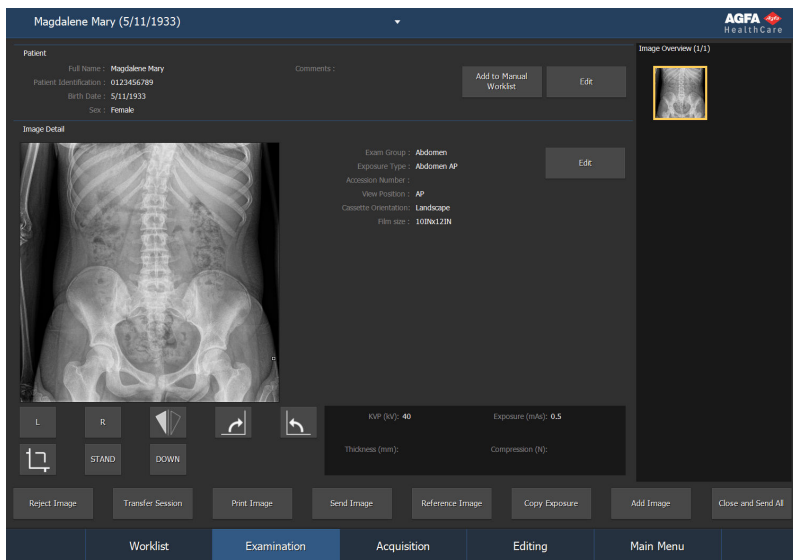 Magdalene Mary (5/11/1933)
AGFA
HealthCare
Patient
Full Name : Magdalene Mary
Comments :
Patient Identification : 0123456789
Birth Date : 5/11/1933
Sex : Female
Add to Manual
Worklist
Edit
Image Overview (1/1)
Image Detail
Exam Group : Abdomen
Exposure Type : Abdomen AP
Accession Number :
View Position : AP
Cassette Orientation: Landscape
Film size : 10INx12IN
Edit
L
R
STAND
DOWN
KVP (kV): 40
Exposure (mAs): 0.5
Thickness (mm):
Compression (N):
Reject Image
Transfer Session
Print Image
Send Image
Reference Image
Copy Exposure
Add Image
Close and Send All
Worklist
Examination
Acquisition
Editing
Main Menu